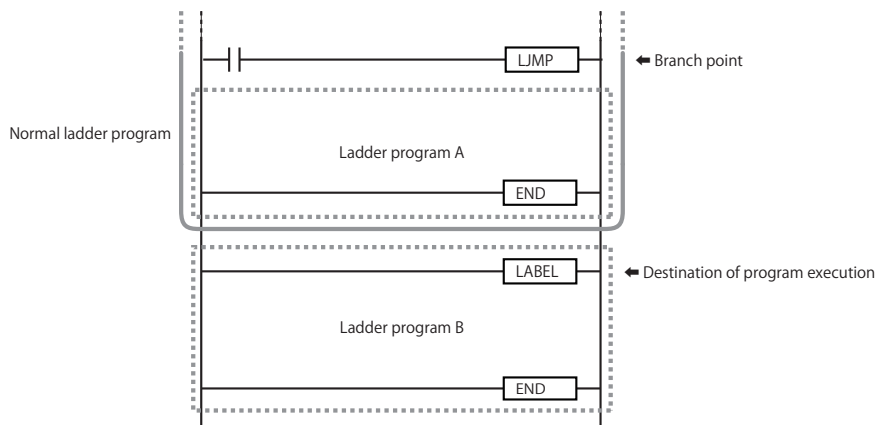 LJMP
Branch point
Normal ladder program
Ladder program A
END
LABEL
Destination of program execution
Ladder program B
END